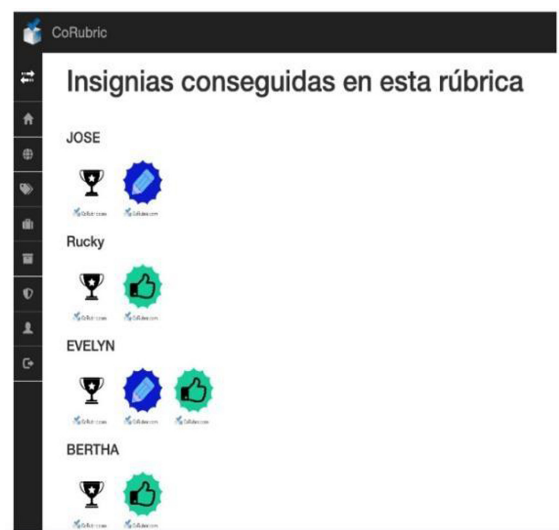 CoRubric
Insignias conseguidas en esta rúbrica
JOSE
Rucky
EVELYN
BERTHA